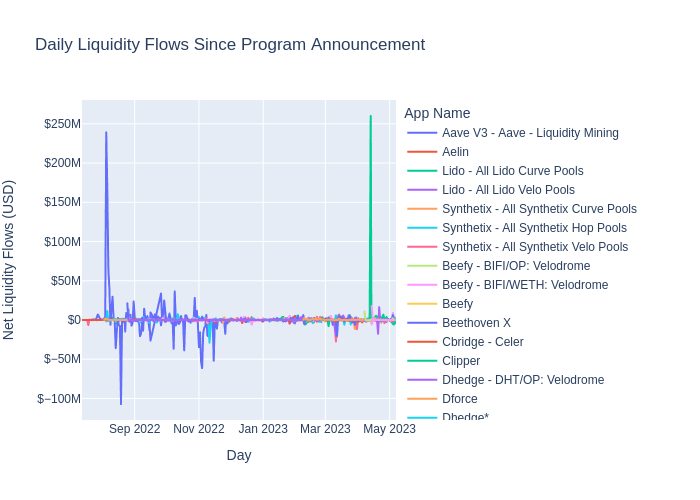 Daily Liquidity Flows Since Program Announcement
App Name
Aave V3 - Aave - Liquidity Mining
Aelin
Lido - All Lido Curve Pools
Lido - All Lido Velo Pools
Synthetix - All Synthetix Curve Pools
Synthetix - All Synthetix Hop Pools
Synthetix - All Synthetix Velo Pools
Beefy - BIFI/OP: Velodrome
Beefy - BIFI/WETH: Velodrome
Beefy
Beethoven X
Cbridge - Celer
Clipper
Dhedge - DHT/OP: Velodrome
Dforce
Dhedge*
$250M
$200M
$150M
$100M
$50M
$0
−$50M
−$100M
Net Liquidity Flows (USD)
Sep 2022
Nov 2022
Jan 2023
Mar 2023
May 2023
Day